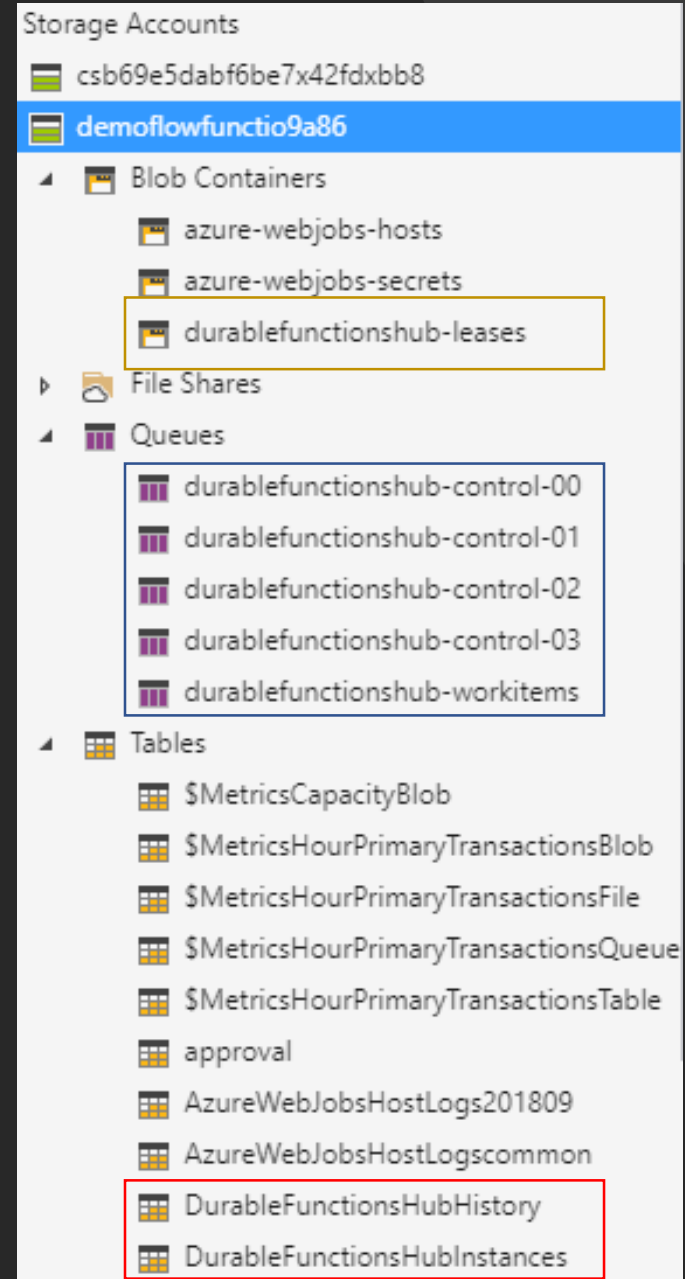 Storage Accounts
csb69e5dabf6be7x42fdxbb8
demoflowfunctio9a86
Blob Containers
azure-webjobs-hosts
azure-webjobs-secrets
durablefunctionshub-leases
File Shares
Queues
durablefunctionshub-control-00
durablefunctionshub-control-01
durablefunctionshub-control-02
durablefunctionshub-control-03
durablefunctionshub-workitems
Tables
$MetricsCapacityBlob
$MetricsHourPrimaryTransactionsBlob
$MetricsHourPrimaryTransactionsFile
$MetricsHourPrimaryTransactionsQueue
$MetricsHourPrimaryTransactionsTable
approval
AzureWebJobsHostLogs201809
AzureWebJobsHostLogscommon
DurableFunctionsHubHistory
DurableFunctionsHubInstances